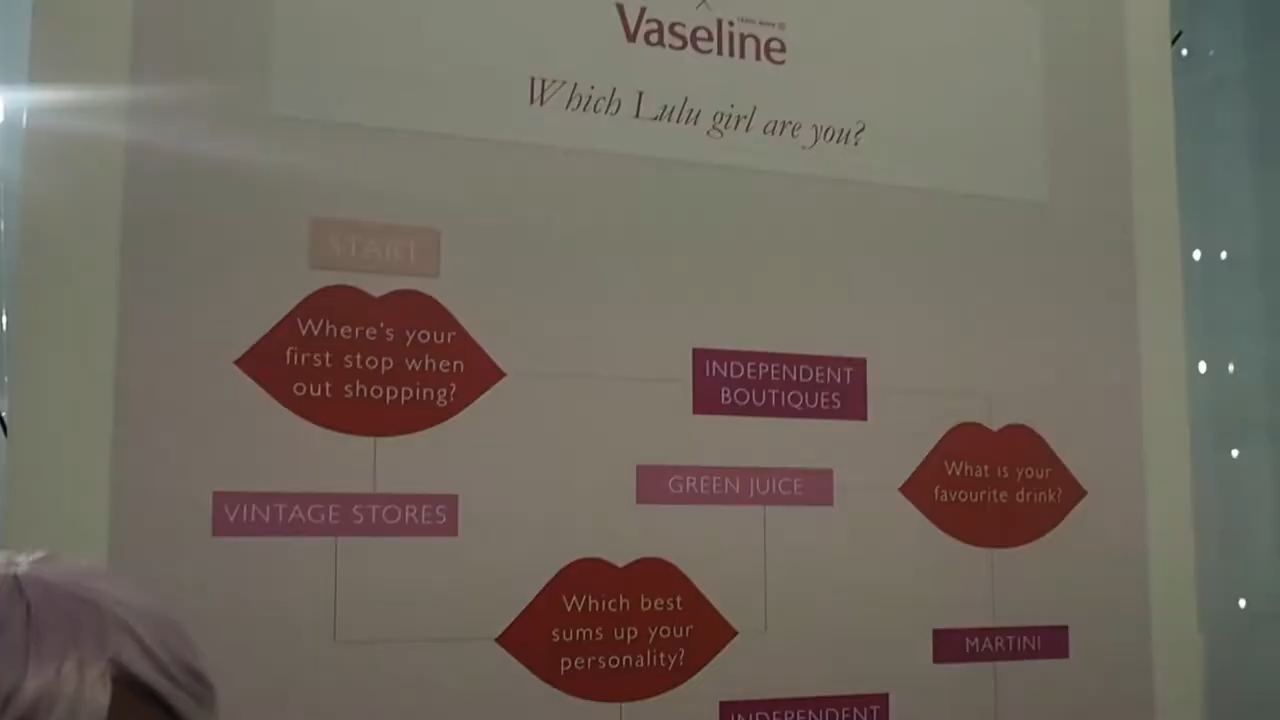 Vaseline
Which Lulu girl are you?
START
Where's your
first stop when
out shopping?
INDEPENDENT
BOUTIQUES
What is your
favourite drink?
GREEN JUICE
VINTAGE STORES
Which best
sums up your
personality?
MARTINI
INDEPENDENT